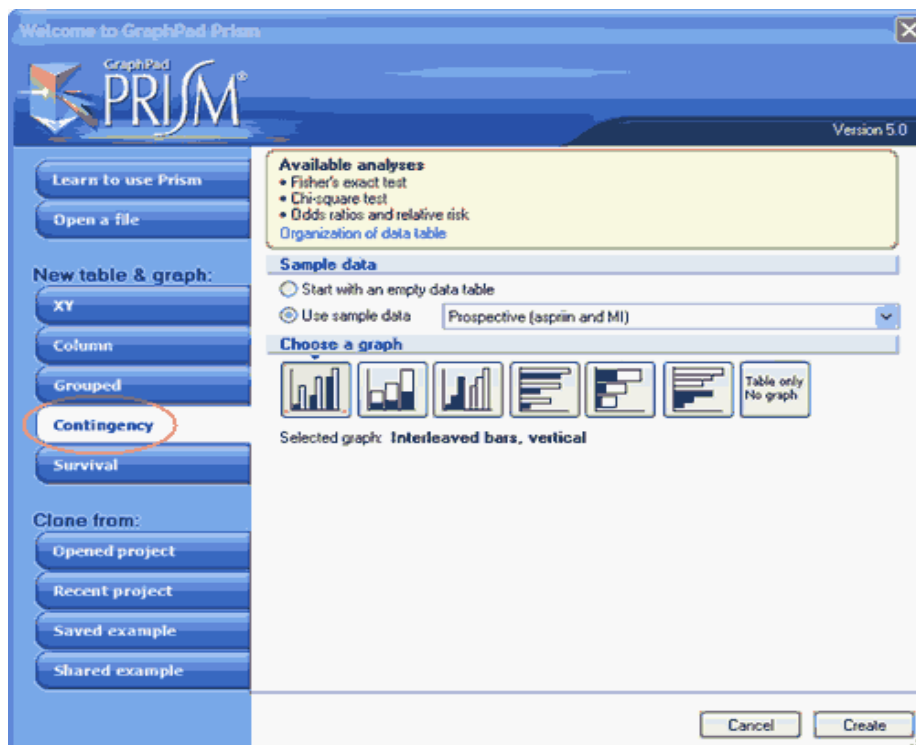 Welcome to GraphPad Prism
GraphPad
PRISM®
Version 5.0
Learn to use Prism
Open a file
New table & graph:
XY
Column
Grouped
Contingency
Survival
Clone from:
Opened project
Recent project
Saved example
Shared example
Available analyses
• Fisher's exact test
• Chi-square test
• Odds ratios and relative risk
Organization of data table
Sample data
Start with an empty data table
Use sample data
Prospective (aspriin and MI)
Choose a graph
Table only
No graph
Selected graph: Interleaved bars, vertical
Cancel
Create